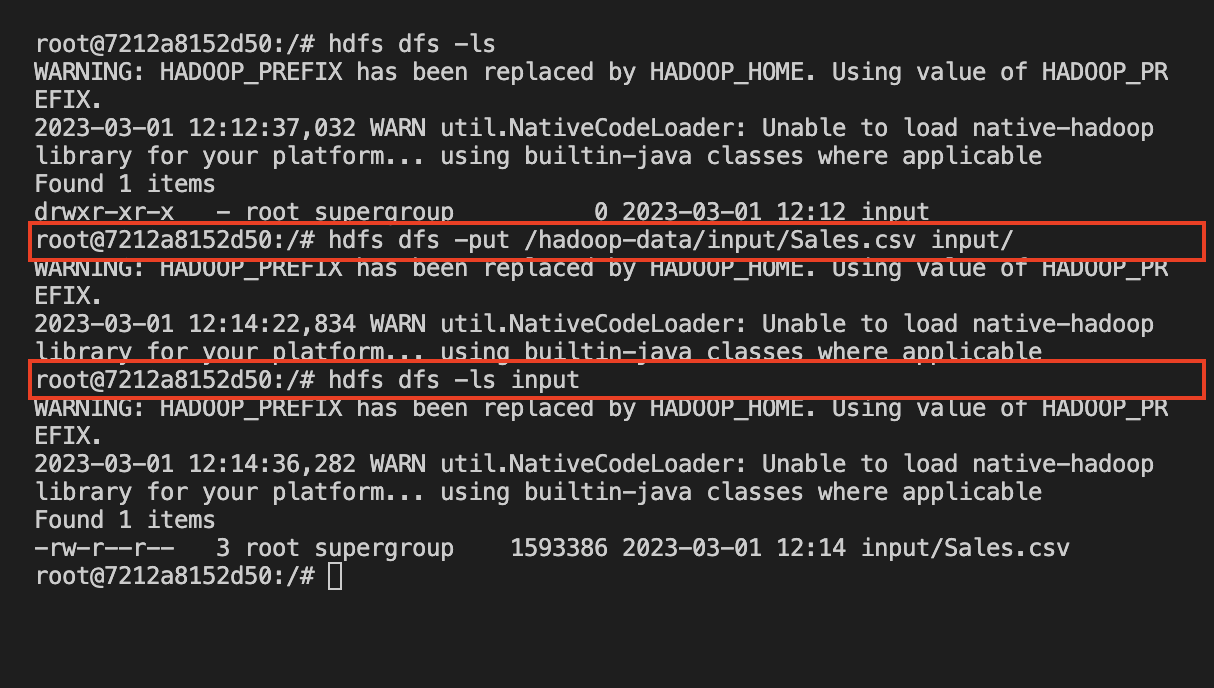 root@7212a8152d50:/# hdfs dfs -ls
WARNING: HADOOP_PREFIX has been replaced by HADOOP_HOME. Using value of HADOOP_PR
EFIX.
2023-03-01 12:12:37,032 WARN util.NativeCodeLoader: Unable to load native-hadoop
library for your platform... using builtin-java classes where applicable
Found 1 items
drwxr-xr-x   - root supergroup          0 2023-03-01 12:12 input
root@7212a8152d50:/# hdfs dfs -put /hadoop-data/input/Sales.csv input/
WARNING: HADOOP_PREFIX has been replaced by HADOOP_HOME. Using value of HADOOP_PR
EFIX.
2023-03-01 12:14:22,834 WARN util.NativeCodeLoader: Unable to load native-hadoop
library for your platform... using builtin-java classes where applicable
root@7212a8152d50:/# hdfs dfs -ls input
WARNING: HADOOP_PREFIX has been replaced by HADOOP_HOME. Using value of HADOOP_PR
EFIX.
2023-03-01 12:14:36,282 WARN util.NativeCodeLoader: Unable to load native-hadoop
library for your platform... using builtin-java classes where applicable
Found 1 items
-rw-r--r--   3 root supergroup    1593386 2023-03-01 12:14 input/Sales.csv
root@7212a8152d50:/#